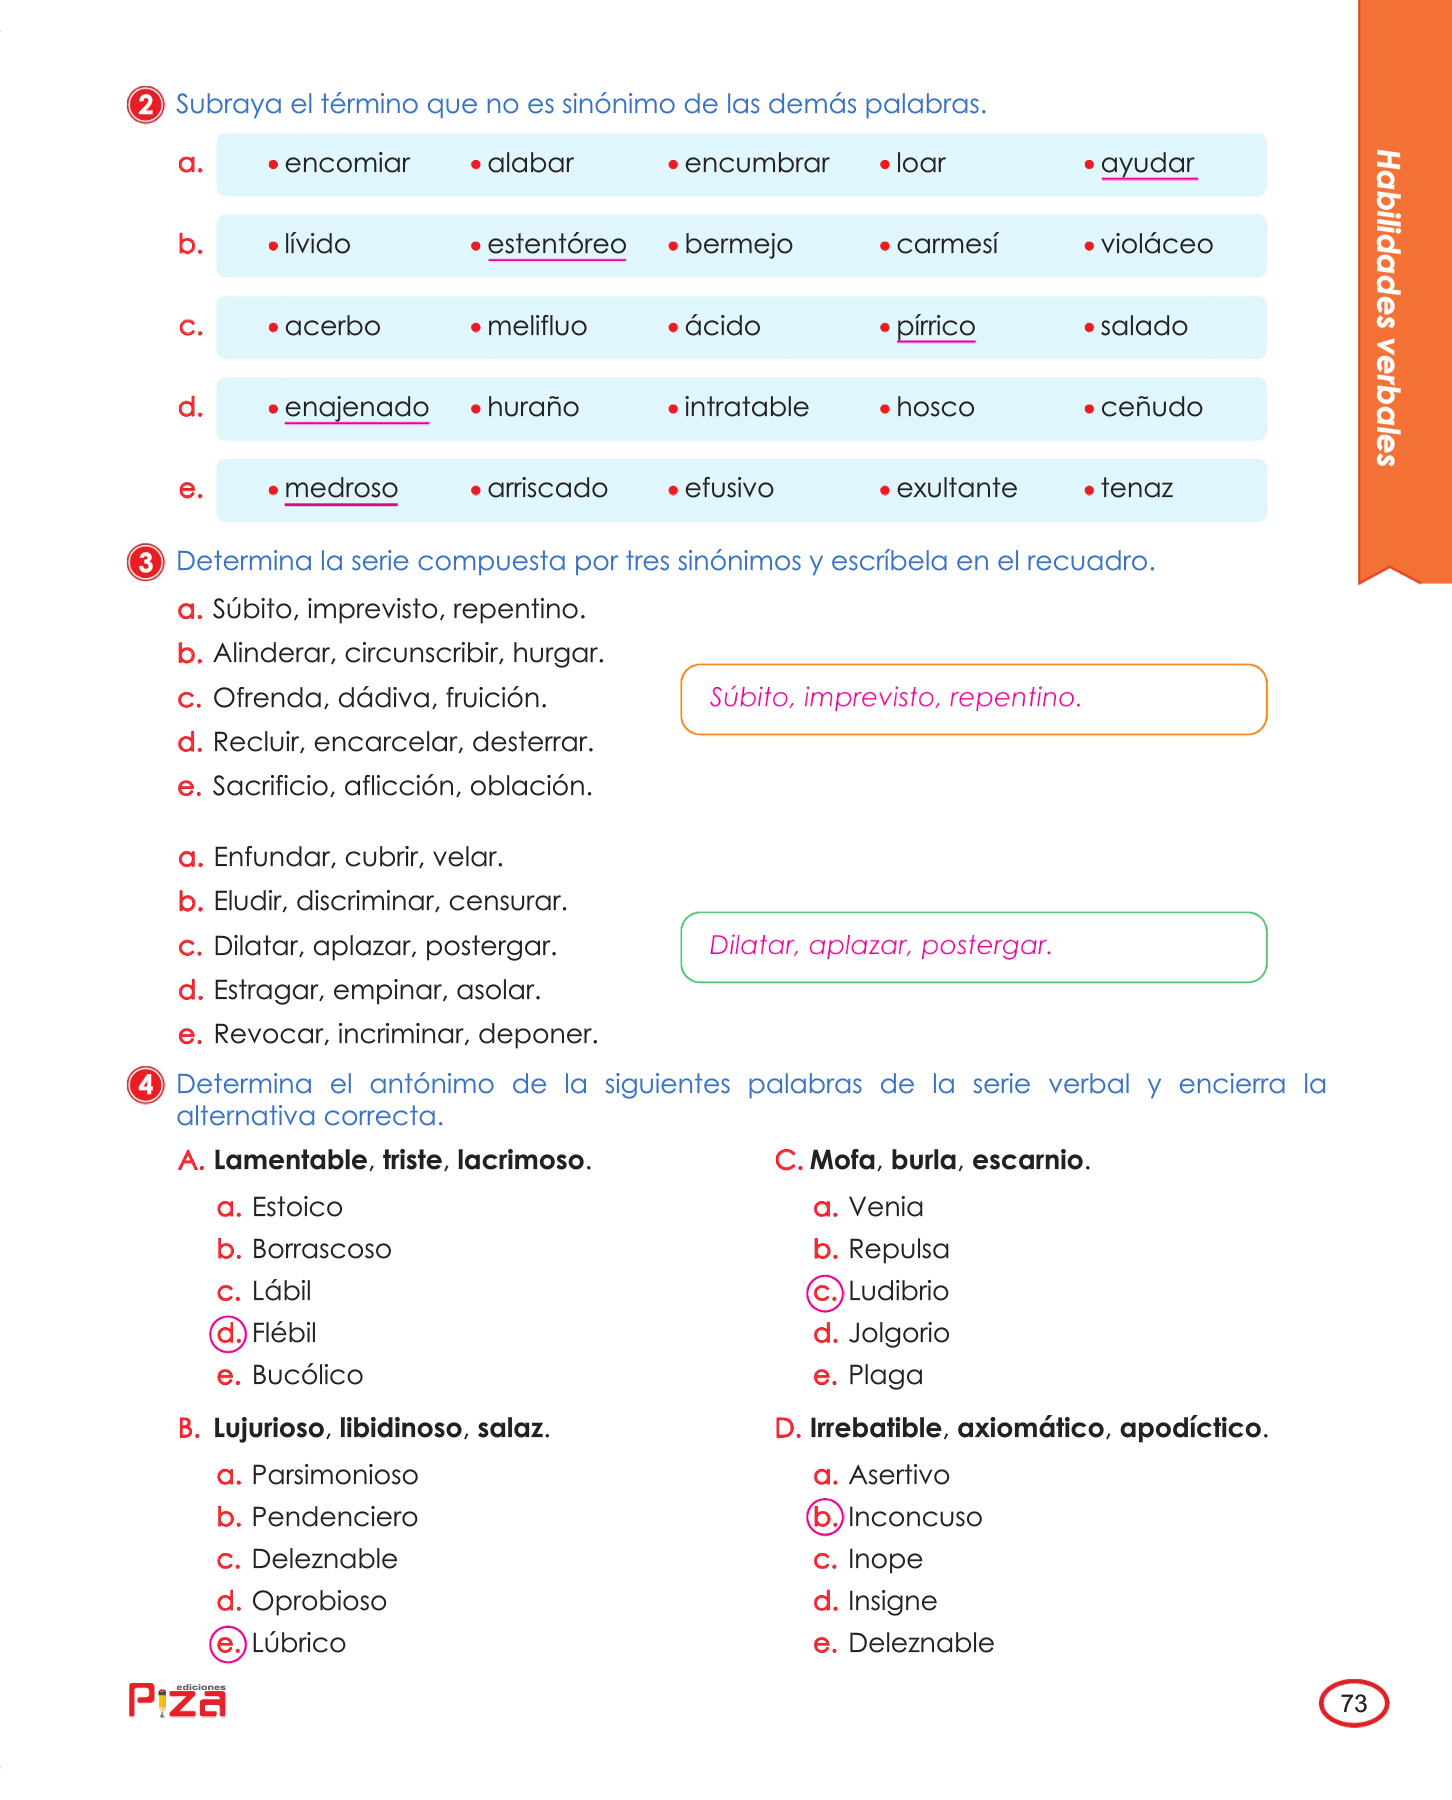 2 Subraya el término que no es sinónimo de las demás palabras.
a. • encomiar • alabar • encumbrar • loar • ayudar
b. • lívido • estentóreo • bermejo • carmesí • violáceo
c. • acerbo • melifluo • ácido • pírrico • salado
d. • enajenado • huraño • intratable • hosco • ceñudo
e. • medroso • arriscado • efusivo • exultante • tenaz
Habilidades verbales
3 Determina la serie compuesta por tres sinónimos y escríbela en el recuadro.
a. Súbito, imprevisto, repentino.
b. Alinderar, circunscribir, hurgar.
c. Ofrenda, dádiva, fruición.
d. Recluir, encarcelar, desterrar.
e. Sacrificio, aflicción, oblación.
Súbito, imprevisto, repentino.
a. Enfundar, cubrir, velar.
b. Eludir, discriminar, censurar.
c. Dilatar, aplazar, postergar.
d. Estragar, empinar, asolar.
e. Revocar, incriminar, deponer.
Dilatar, aplazar, postergar.
4 Determina el antónimo de la siguientes palabras de la serie verbal y encierra la
alternativa correcta.
A. Lamentable, triste, lacrimoso.
a. Estoico
b. Borrascoso
c. Lábil
d. Flébil
e. Bucólico
B. Lujurioso, libidinoso, salaz.
a. Parsimonioso
b. Pendenciero
c. Deleznable
d. Oprobioso
e. Lúbrico
C. Mofa, burla, escarnio.
a. Venia
b. Repulsa
c. Ludibrio
d. Jolgorio
e. Plaga
D. Irrebatible, axiomático, apodíctico.
a. Asertivo
b. Inconcuso
c. Inope
d. Insigne
e. Deleznable
ediciones
Piza
73